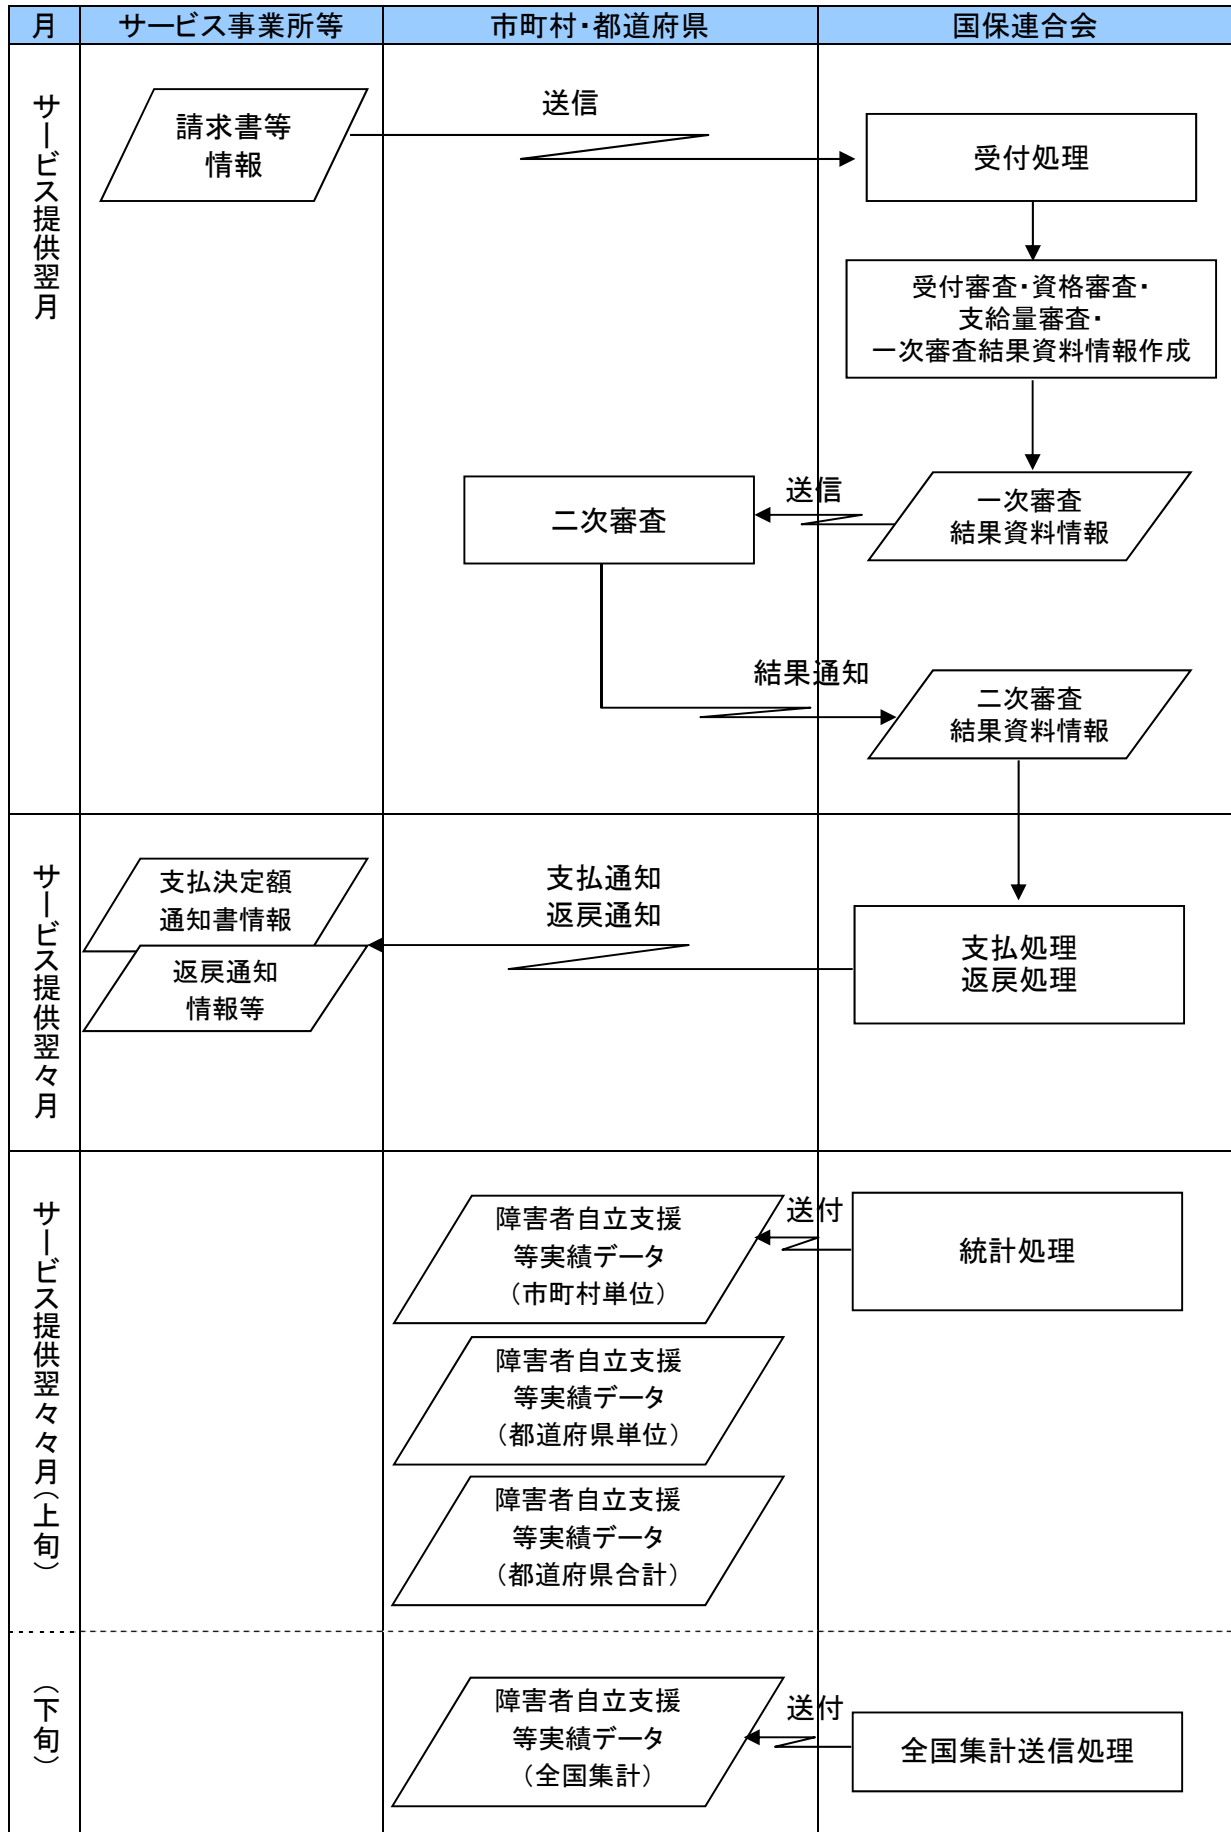 月
サービス事業所等
市町村・都道府県
国保連合会
サービス提供翌月
請求書等
情報
送信
受付処理
受付審査・資格審査・
支給量審査・
一次審査結果資料情報作成
送信
一次審査
結果資料情報
二次審査
結果通知
二次審査
結果資料情報
サービス提供翌々月
支払決定額
通知書情報
返戻通知
情報等
支払通知
返戻通知
支払処理
返戻処理
サービス提供翌々々月(上旬)
障害者自立支援
等実績データ
(市町村単位)
送付
統計処理
障害者自立支援
等実績データ
(都道府県単位)
障害者自立支援
等実績データ
(都道府県合計)
(下旬)
障害者自立支援
等実績データ
(全国集計)
送付
全国集計送信処理